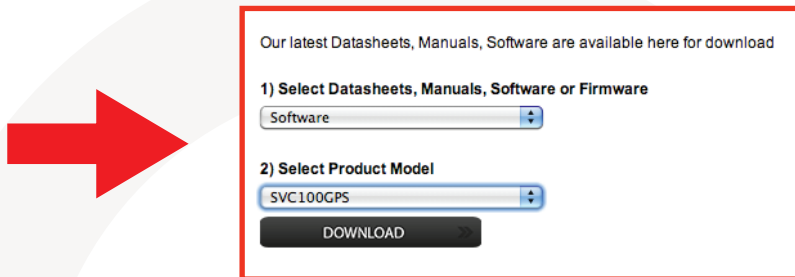 Our latest Datasheets, Manuals, Software are available here for download
1) Select Datasheets, Manuals, Software or Firmware
Software
2) Select Product Model
SVC100GPS
DOWNLOAD